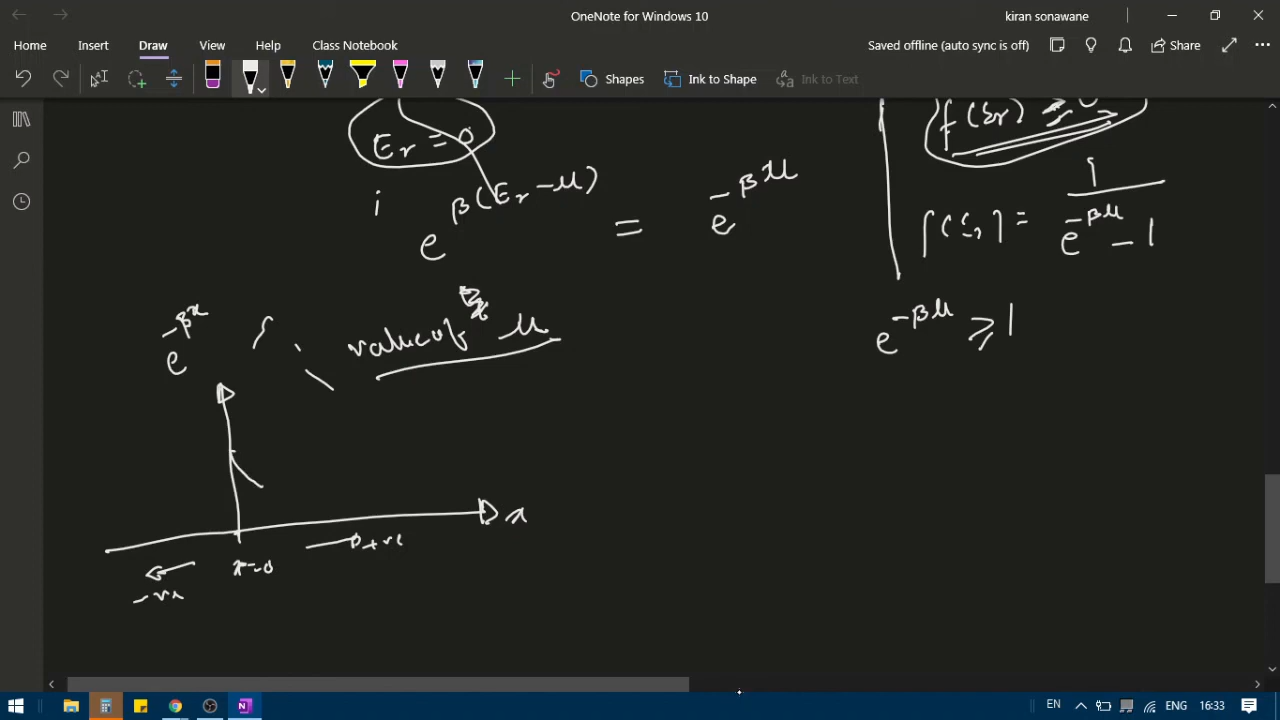 OneNote for Windows 10
kiran sonawane
Home Insert Draw View Help Class Notebook
Saved offline (auto sync is off) Share
Shapes Ink to Shape Ink to Text
f(Er) ≥ 0
Er = 0
i
e^β(Er-μ) = e^-βμ
f(Er) = 1/(e^-βμ - 1)
e^-βx
value of μ
e^-βμ ≥ 1
x
-ve x=0 +ve
EN ENG 16:33